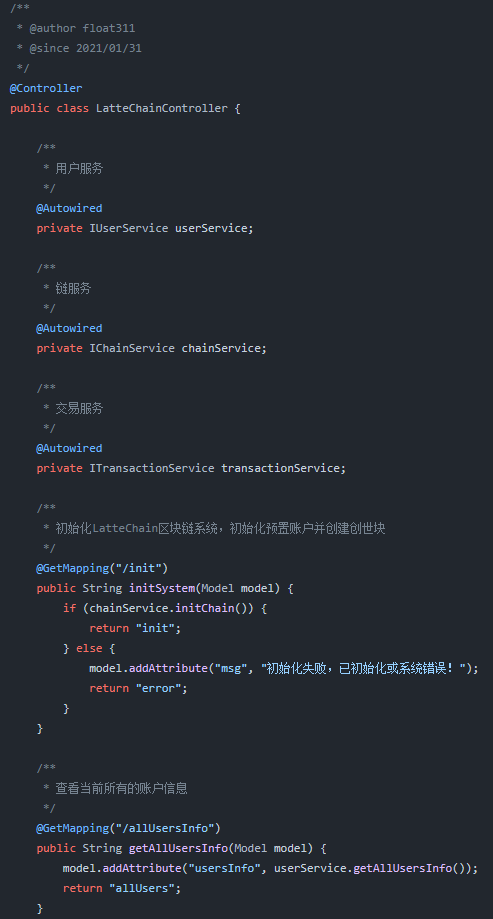 /**
 * @author float311
 * @since 2021/01/31
 */
@Controller
public class LatteChainController {
    /**
     * 用户服务
     */
    @Autowired
    private IUserService userService;
    /**
     * 链服务
     */
    @Autowired
    private IChainService chainService;
    /**
     * 交易服务
     */
    @Autowired
    private ITransactionService transactionService;
    /**
     * 初始化LatteChain区块链系统，初始化预置账户并创建创世块
     */
    @GetMapping("/init")
    public String initSystem(Model model) {
        if (chainService.initChain()) {
            return "init";
        } else {
            model.addAttribute("msg", "初始化失败，已初始化或系统错误！");
            return "error";
        }
    }
    /**
     * 查看当前所有的账户信息
     */
    @GetMapping("/allUsersInfo")
    public String getAllUsersInfo(Model model) {
        model.addAttribute("usersInfo", userService.getAllUsersInfo());
        return "allUsers";
    }